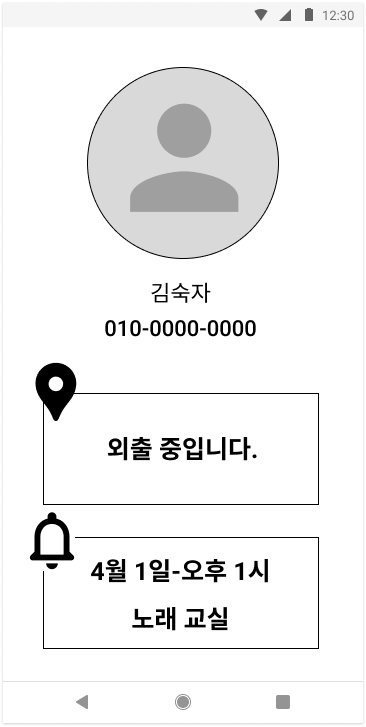 12:30
김숙자
010-0000-0000
외출 중입니다.
4월 1일-오후 1시
노래 교실